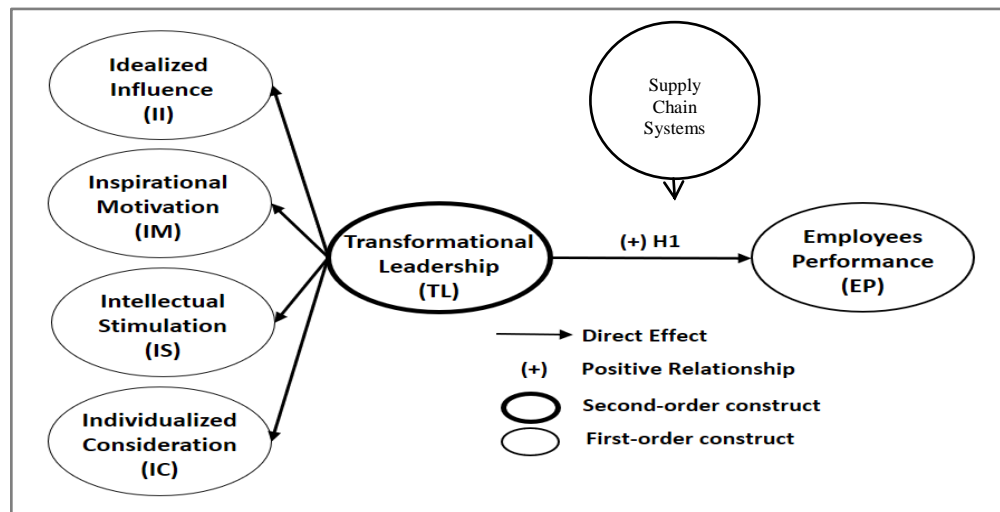 Idealized
Influence
(II)
Inspirational
Motivation
(IM)
Intellectual
Stimulation
(IS)
Individualized
Consideration
(IC)
Transformational
Leadership
(TL)
Supply
Chain
Systems
(+) H1
Employees
Performance
(EP)
Direct Effect
(+) Positive Relationship
Second-order construct
First-order construct